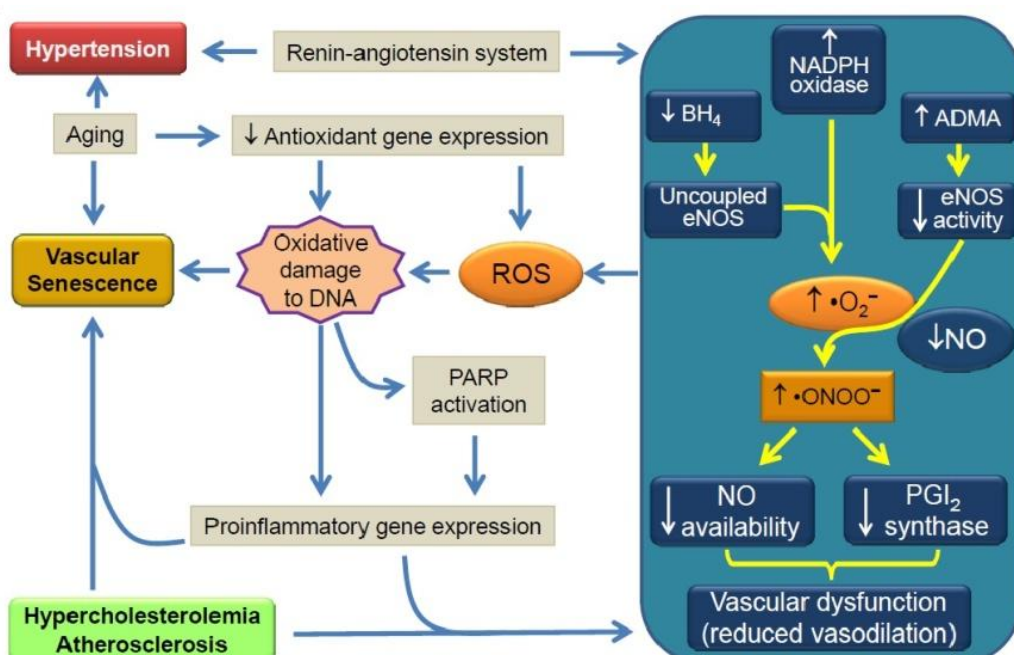 Hypertension
Renin-angiotensin system
↑
NADPH
oxidase
↓ BH₄
↑ ADMA
Aging
↓ Antioxidant gene expression
Uncoupled
eNOS
↓ eNOS
activity
Vascular
Senescence
Oxidative
damage
to DNA
ROS
↑ •O₂⁻
↓NO
PARP
activation
↑ •ONOO⁻
↓ NO
availability
↓ PGI₂
synthase
Proinflammatory gene expression
Hypercholesterolemia
Atherosclerosis
Vascular dysfunction
(reduced vasodilation)